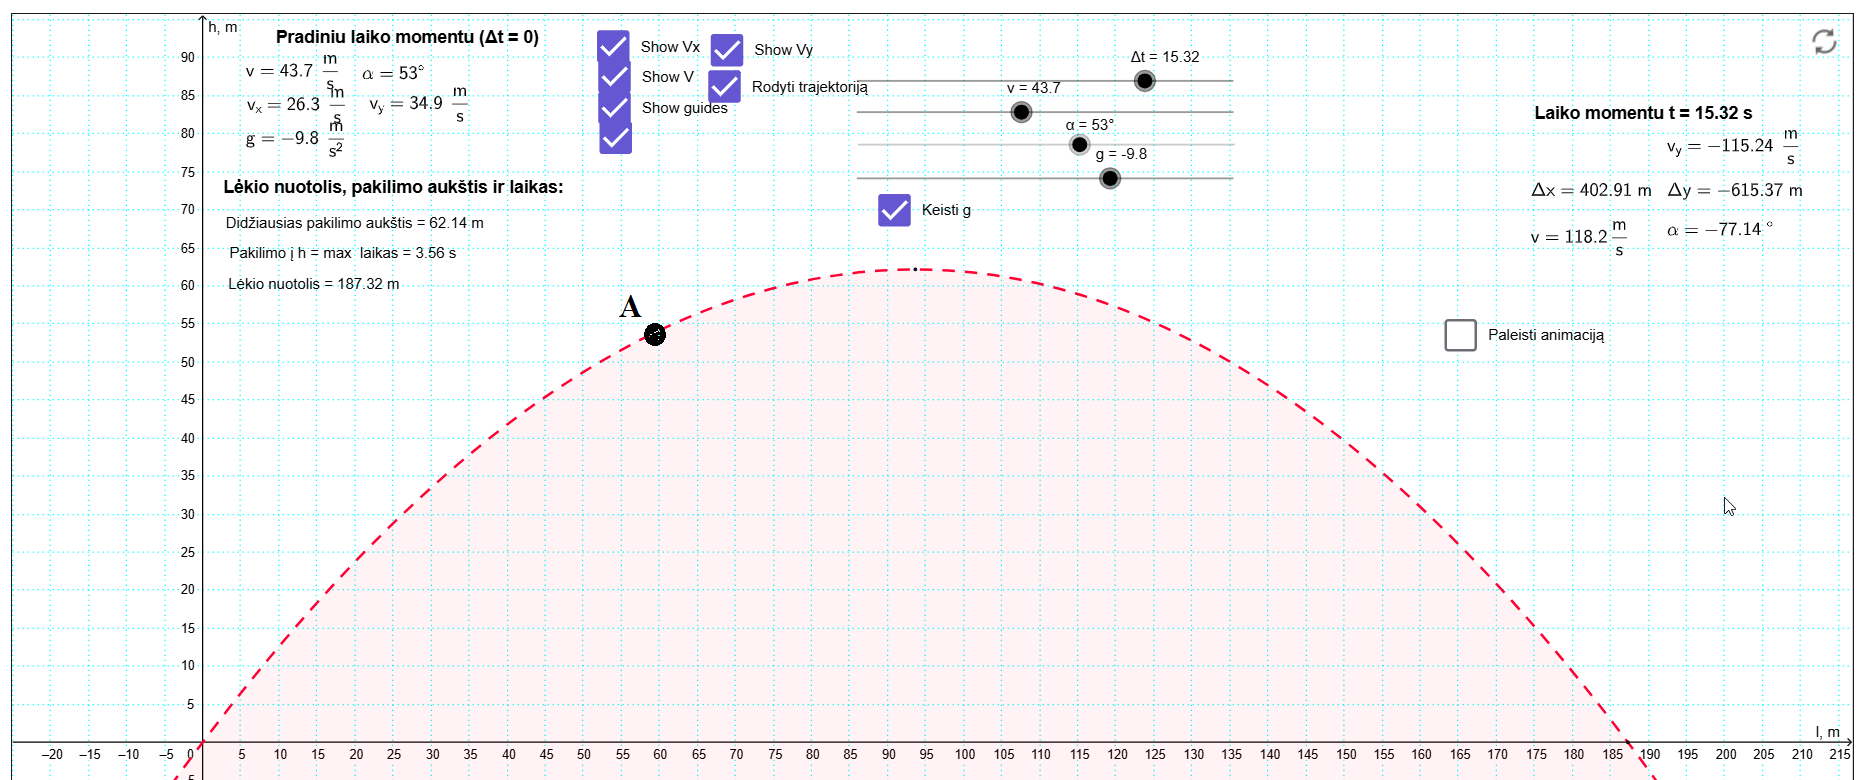 h, m
Pradiniu laiko momentu (Δt = 0)
v = 43.7 m/s α = 53°
vₓ = 26.3 m/s v_y = 34.9 m/s
g = −9.8 m/s²
Lėkio nuotolis, pakilimo aukštis ir laikas:
Didžiausias pakilimo aukštis = 62.14 m
Pakilimo į h = max laikas = 3.56 s
Lėkio nuotolis = 187.32 m
Show Vx
Show Vy
Show V
Rodyti trajektoriją
Show guides
Δt = 15.32
v = 43.7
α = 53°
g = -9.8
Keisti g
Laiko momentu t = 15.32 s
v_y = −115.24 m/s
Δx = 402.91 m Δy = −615.37 m
v = 118.2 m/s α = −77.14 °
Paleisti animaciją
A
90
85
80
75
70
65
60
55
50
45
40
35
30
25
20
15
10
5
l, m
−20 −15 −10 −5 0 5 10 15 20 25 30 35 40 45 50 55 60 65 70 75 80 85 90 95 100 105 110 115 120 125 130 135 140 145 150 155 160 165 170 175 180 185 190 195 200 205 210 215